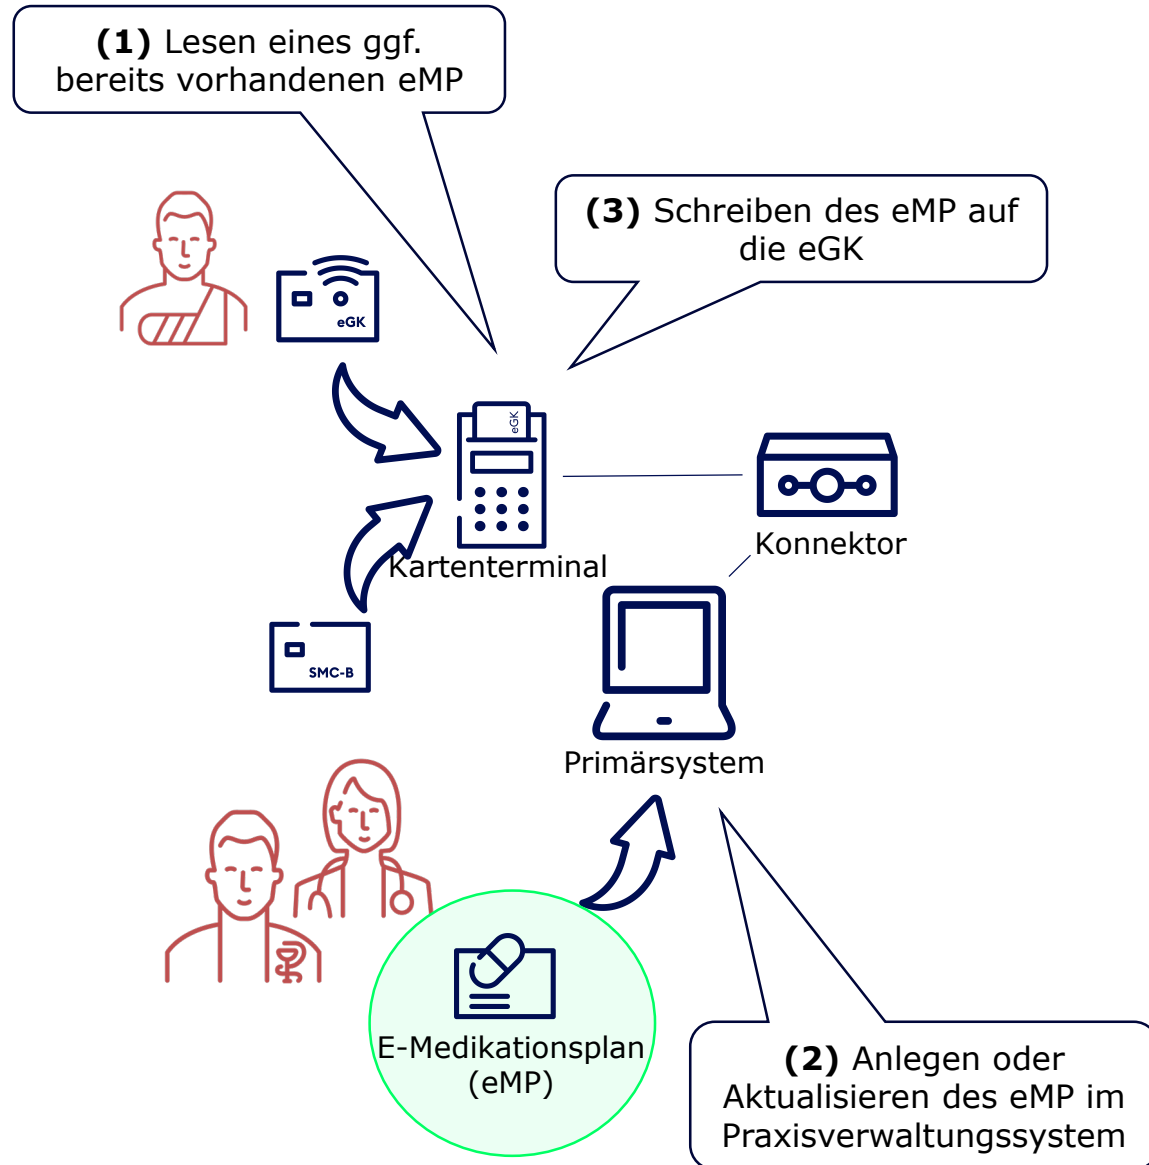 (1) Lesen eines ggf.
bereits vorhandenen eMP
(3) Schreiben des eMP auf
die eGK
eGK
eGK
Konnektor
Kartenterminal
SMC-B
Primärsystem
E-Medikationsplan
(eMP)
(2) Anlegen oder
Aktualisieren des eMP im
Praxisverwaltungssystem